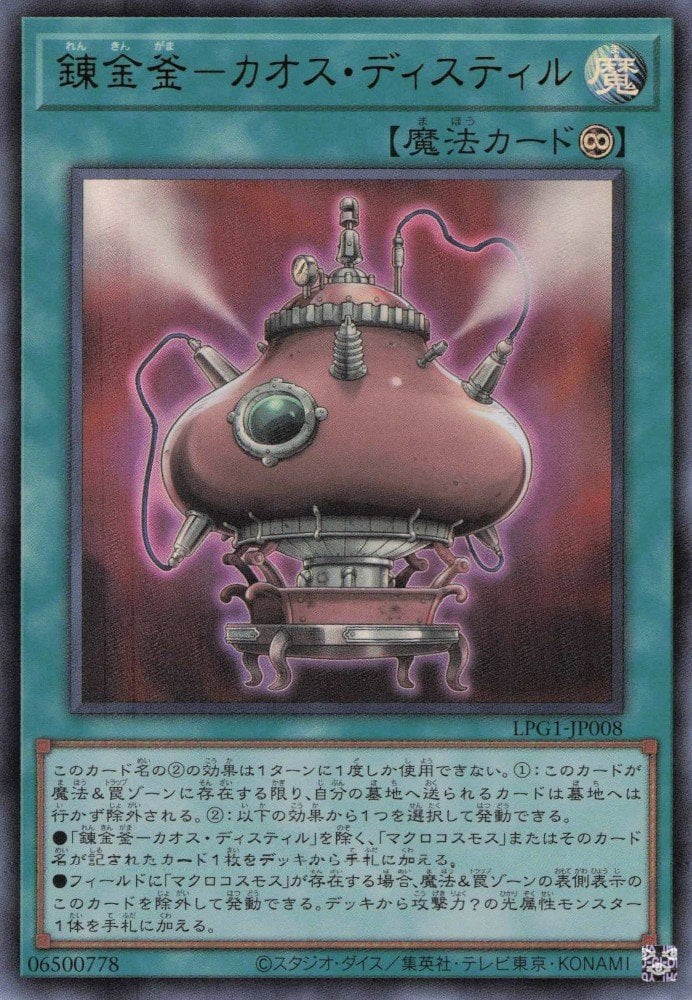 錬金釜－カオス・ディスティル
魔
【魔法カード∞】
LPG1-JP008
このカード名の②の効果は１ターンに１度しか使用できない。①：このカードが
魔法＆罠ゾーンに存在する限り、自分の墓地へ送られるカードは墓地へは
行かず除外される。②：以下の効果から１つを選択して発動できる。
●「錬金釜－カオス・ディスティル」を除く、「マクロコスモス」またはそのカード
名が記されたカード１枚をデッキから手札に加える。
●フィールドに「マクロコスモス」が存在する場合、魔法＆罠ゾーンの表側表示の
このカードを除外して発動できる。デッキから攻撃力？の光属性モンスター
１体を手札に加える。
06500778
©スタジオ・ダイス／集英社・テレビ東京・KONAMI